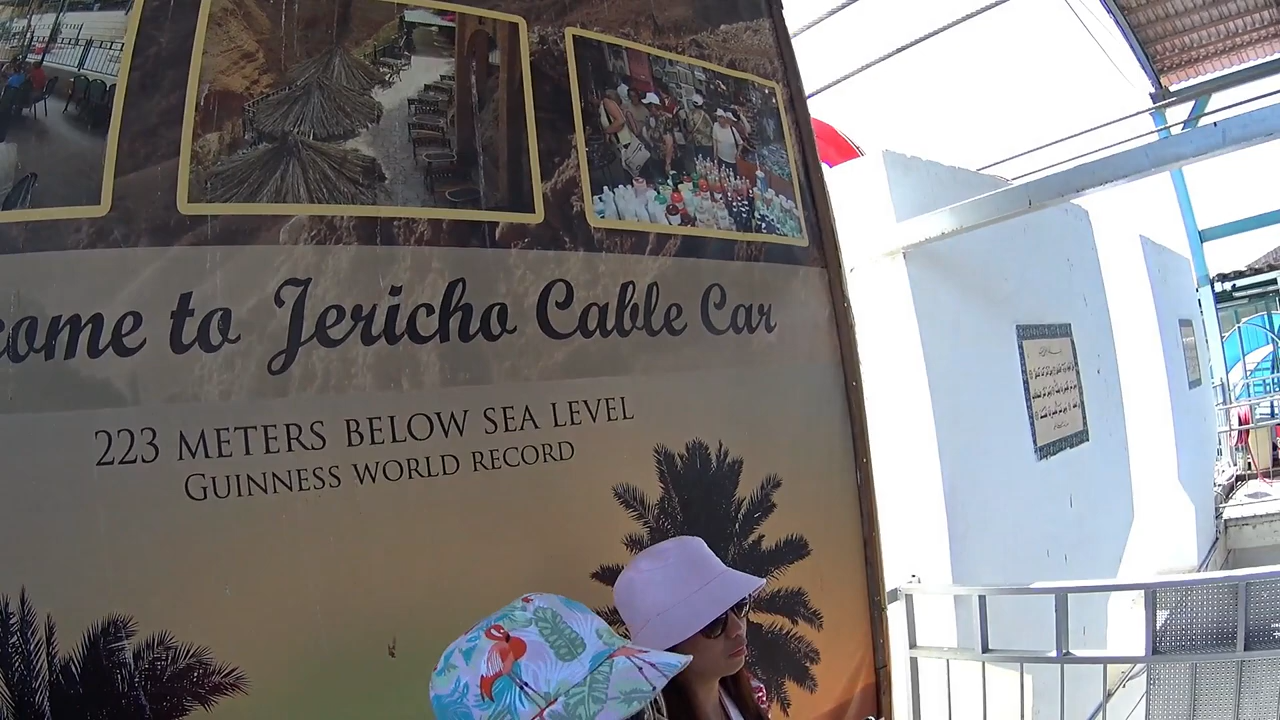 come to Jericho Cable Car
223 METERS BELOW SEA LEVEL
GUINNESS WORLD RECORD